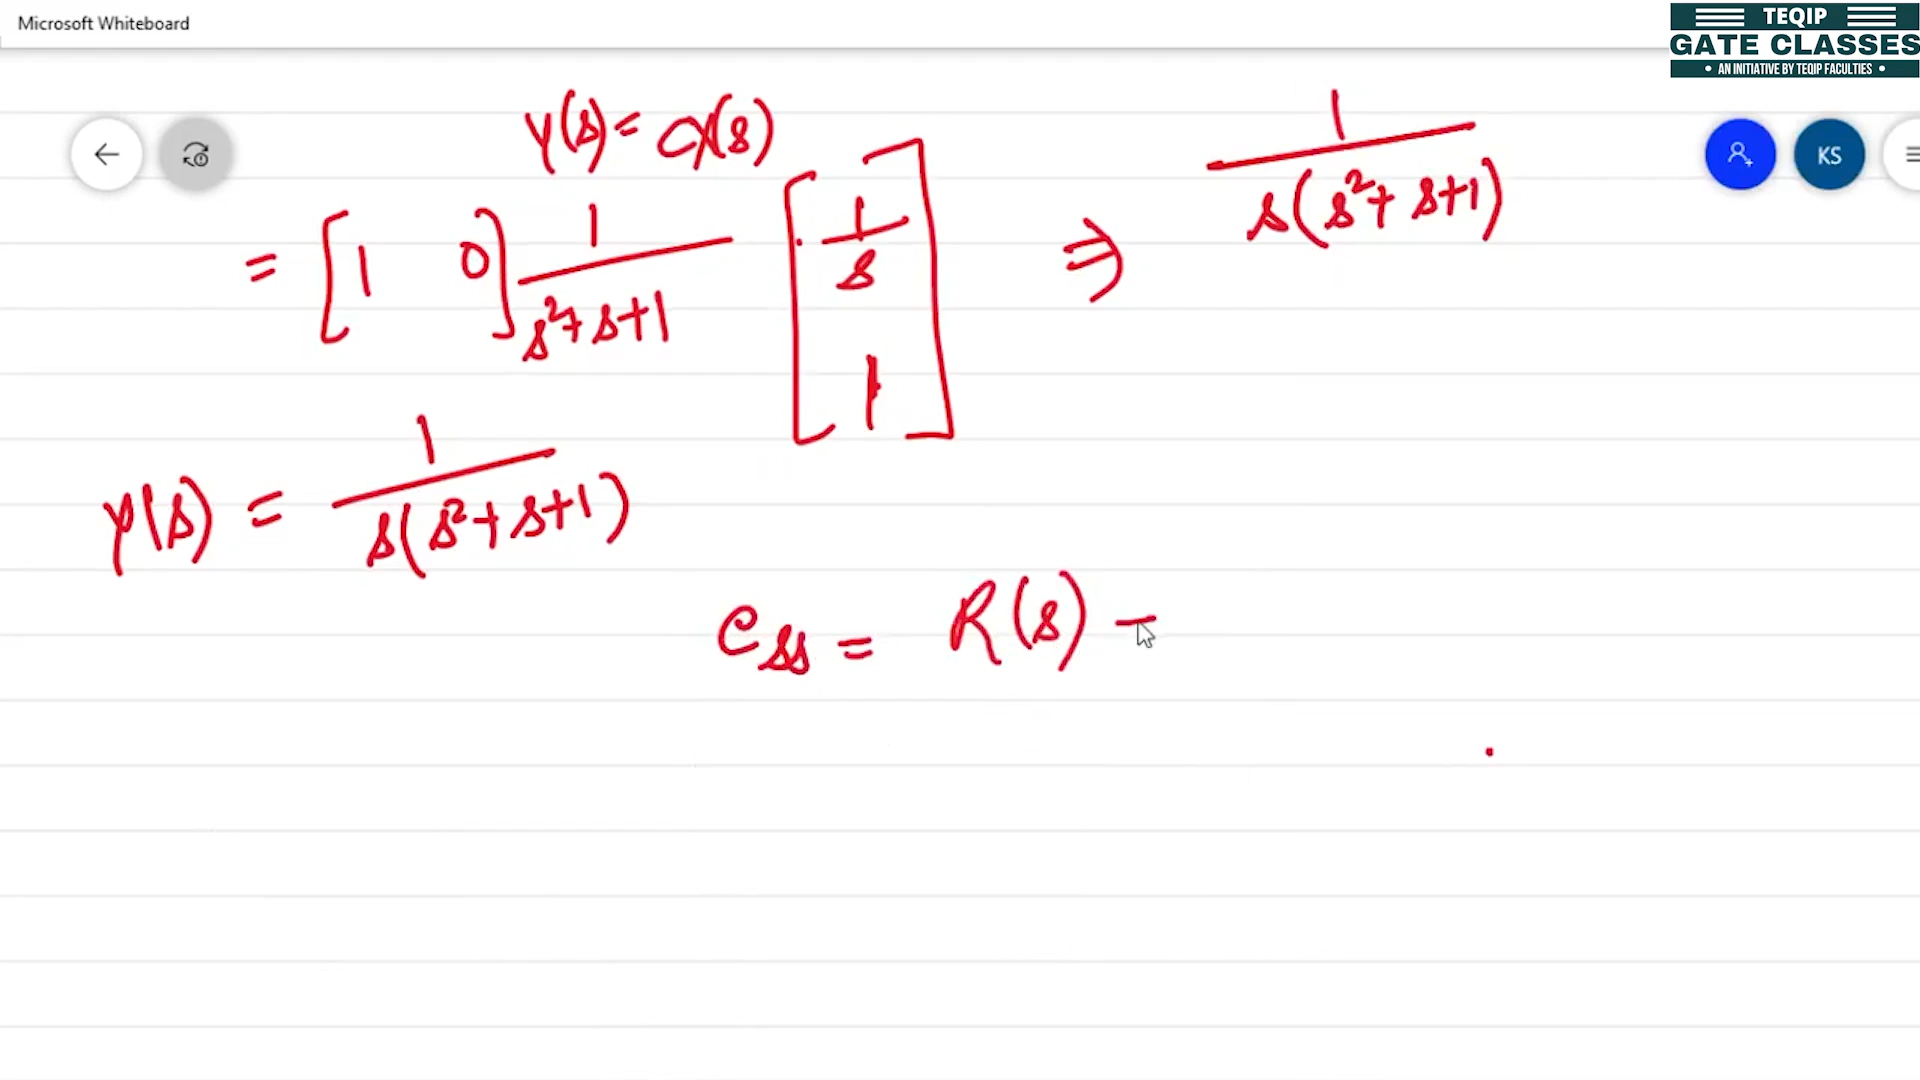 Microsoft Whiteboard
TEQIP
GATE CLASSES
• AN INITIATIVE BY TEQIP FACULTIES •
KS
Y(s) = CX(s)
= [1 0] 1/(s²+s+1) [1/s 1] ⇒ 1/(s(s²+s+1))
Y(s) = 1/(s(s²+s+1))
e_ss = R(s) −